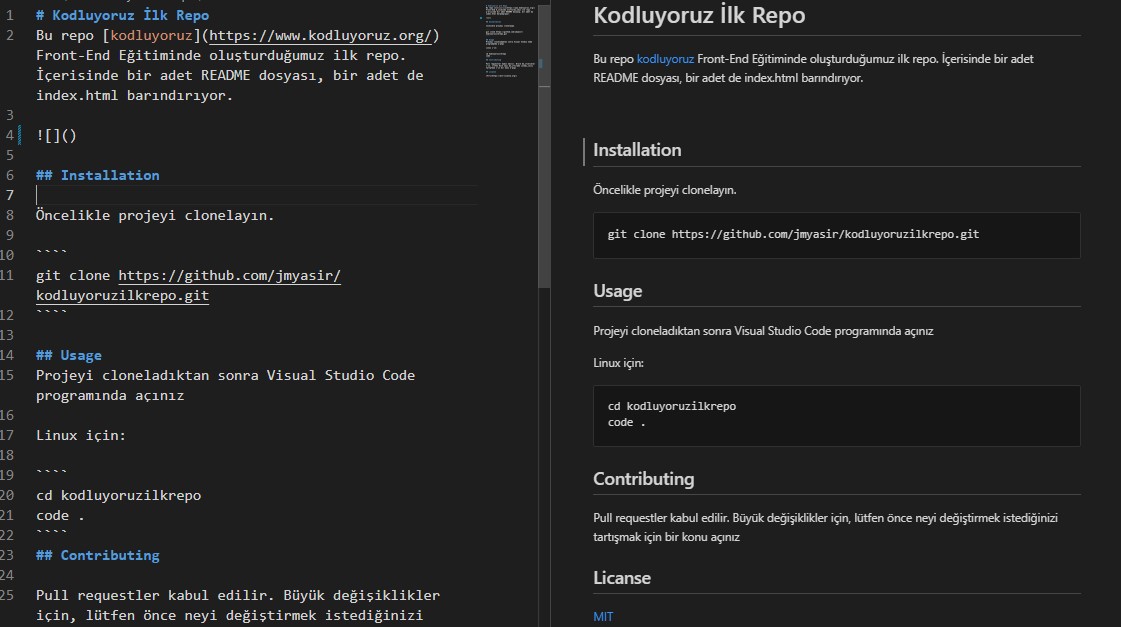 1 # Kodluyoruz İlk Repo
2 Bu repo [kodluyoruz](https://www.kodluyoruz.org/)
Front-End Eğitiminde oluşturduğumuz ilk repo.
İçerisinde bir adet README dosyası, bir adet de
index.html barındırıyor.
3
4 ![]()
5
6 ## Installation
7
8 Öncelikle projeyi clonelayın.
9
10 ````
11 git clone https://github.com/jmyasir/
kodluyoruzilkrepo.git
12 ````
13
14 ## Usage
15 Projeyi cloneladıktan sonra Visual Studio Code
programında açınız
16
17 Linux için:
18
19 ````
20 cd kodluyoruzilkrepo
21 code .
22 ````
23 ## Contributing
24
25 Pull requestler kabul edilir. Büyük değişiklikler
için, lütfen önce neyi değiştirmek istediğinizi
Kodluyoruz İlk Repo
Bu repo kodluyoruz Front-End Eğitiminde oluşturduğumuz ilk repo. İçerisinde bir adet
README dosyası, bir adet de index.html barındırıyor.
Installation
Öncelikle projeyi clonelayın.
git clone https://github.com/jmyasir/kodluyoruzilkrepo.git
Usage
Projeyi cloneladıktan sonra Visual Studio Code programında açınız
Linux için:
cd kodluyoruzilkrepo
code .
Contributing
Pull requestler kabul edilir. Büyük değişiklikler için, lütfen önce neyi değiştirmek istediğinizi
tartışmak için bir konu açınız
Licanse
MIT